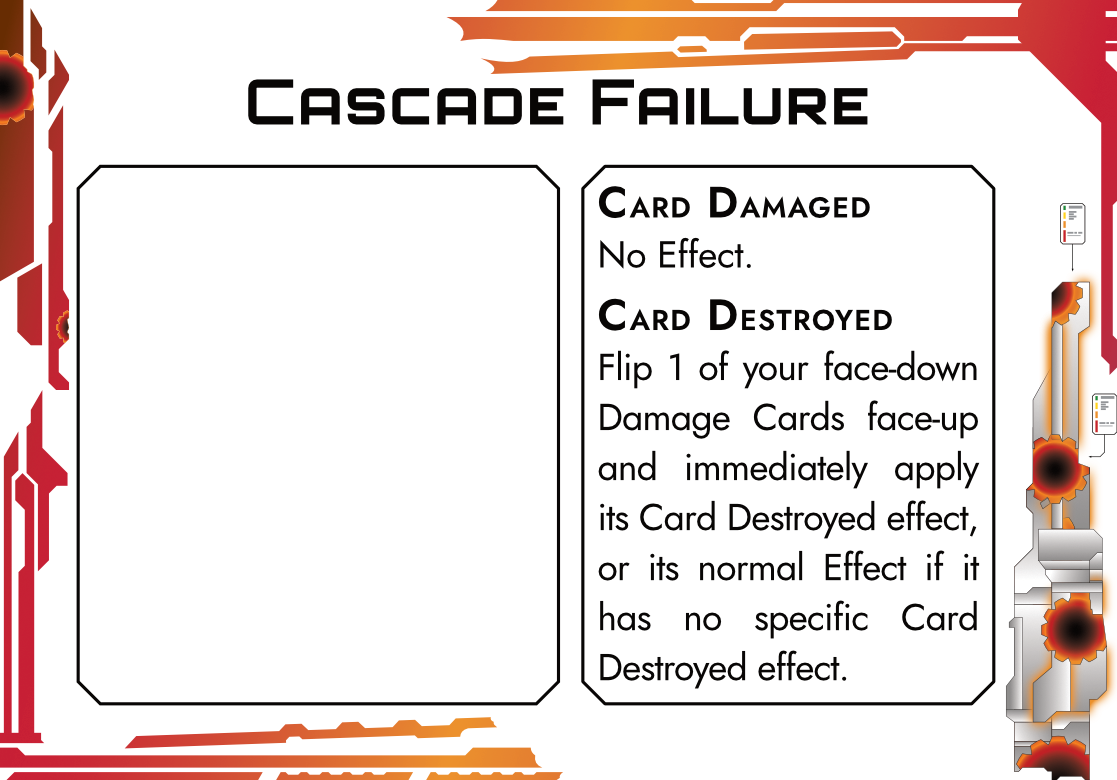 Cascade Failure
Card Damaged
No Effect.
Card Destroyed
Flip 1 of your face-down
Damage Cards face-up
and immediately apply
its Card Destroyed effect,
or its normal Effect if it
has no specific Card
Destroyed effect.